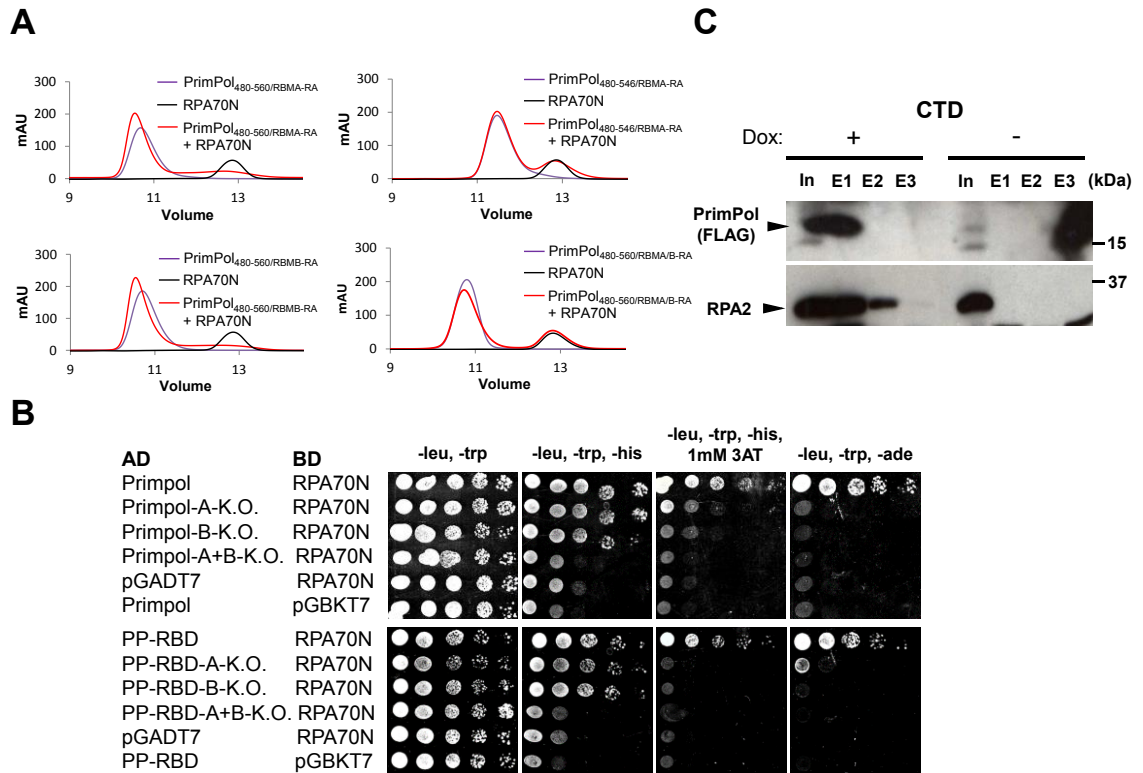 A
300
200
100
0
mAU
9 11 13
Volume
PrimPol480-560/RBMA-RA
RPA70N
PrimPol480-560/RBMA-RA
+ RPA70N
300
200
100
0
mAU
9 11 13
Volume
PrimPol480-546/RBMA-RA
RPA70N
PrimPol480-546/RBMA-RA
+ RPA70N
300
200
100
0
mAU
9 11 13
Volume
PrimPol480-560/RBMB-RA
RPA70N
PrimPol480-560/RBMB-RA
+ RPA70N
300
200
100
0
mAU
9 11 13
Volume
PrimPol480-560/RBMA/B-RA
RPA70N
PrimPol480-560/RBMA/B-RA
+ RPA70N
C
CTD
Dox: + -
In E1 E2 E3 In E1 E2 E3 (kDa)
PrimPol
(FLAG)
15
37
RPA2
B
AD BD -leu, -trp -leu, -trp, -his -leu, -trp, -his, 1mM 3AT -leu, -trp, -ade
Primpol RPA70N
Primpol-A-K.O. RPA70N
Primpol-B-K.O. RPA70N
Primpol-A+B-K.O. RPA70N
pGADT7 RPA70N
Primpol pGBKT7
PP-RBD RPA70N
PP-RBD-A-K.O. RPA70N
PP-RBD-B-K.O. RPA70N
PP-RBD-A+B-K.O. RPA70N
pGADT7 RPA70N
PP-RBD pGBKT7